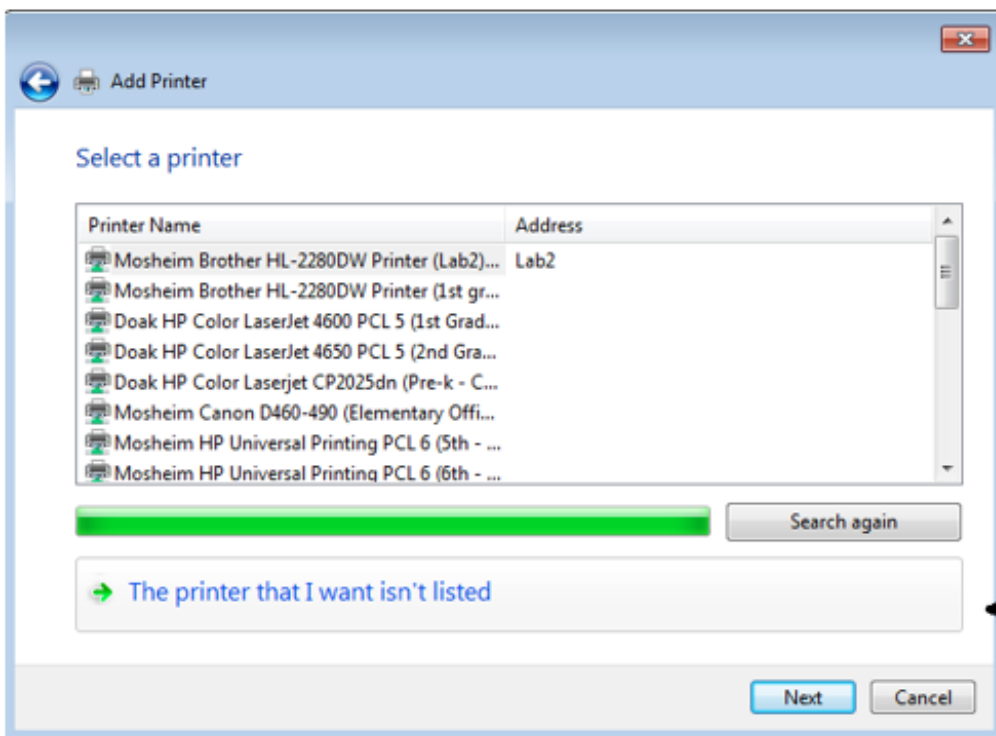 Add Printer
Select a printer
Printer Name Address
Mosheim Brother HL-2280DW Printer (Lab2)... Lab2
Mosheim Brother HL-2280DW Printer (1st gr...
Doak HP Color LaserJet 4600 PCL 5 (1st Grad...
Doak HP Color LaserJet 4650 PCL 5 (2nd Gra...
Doak HP Color Laserjet CP2025dn (Pre-k - C...
Mosheim Canon D460-490 (Elementary Offi...
Mosheim HP Universal Printing PCL 6 (5th - ...
Mosheim HP Universal Printing PCL 6 (6th - ...
Search again
The printer that I want isn't listed
Next Cancel